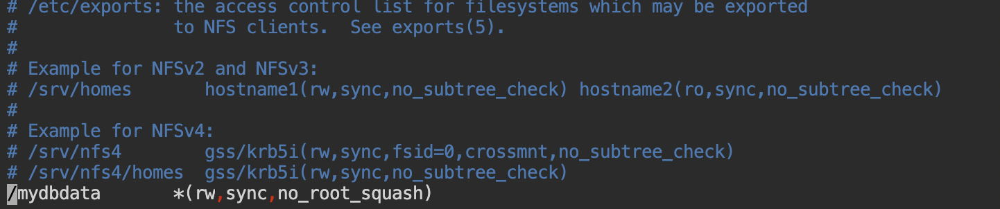 # /etc/exports: the access control list for filesystems which may be exported
#               to NFS clients.  See exports(5).
#
# Example for NFSv2 and NFSv3:
# /srv/homes       hostname1(rw,sync,no_subtree_check) hostname2(ro,sync,no_subtree_check)
#
# Example for NFSv4:
# /srv/nfs4        gss/krb5i(rw,sync,fsid=0,crossmnt,no_subtree_check)
# /srv/nfs4/homes  gss/krb5i(rw,sync,no_subtree_check)
/mydbdata       *(rw,sync,no_root_squash)